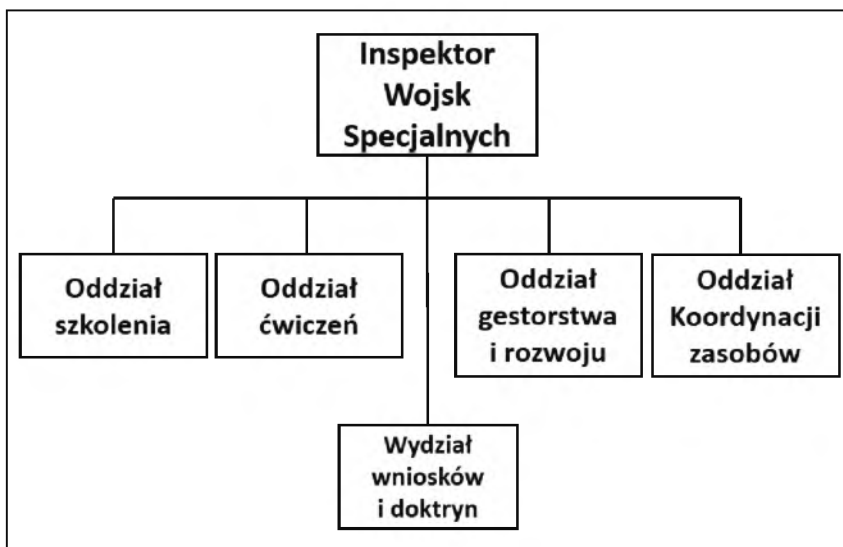 Inspektor
Wojsk
Specjalnych
Oddział
szkolenia
Oddział
ćwiczeń
Oddział
gestorstwa
i rozwoju
Oddział
Koordynacji
zasobów
Wydział
wniosków
i doktryn